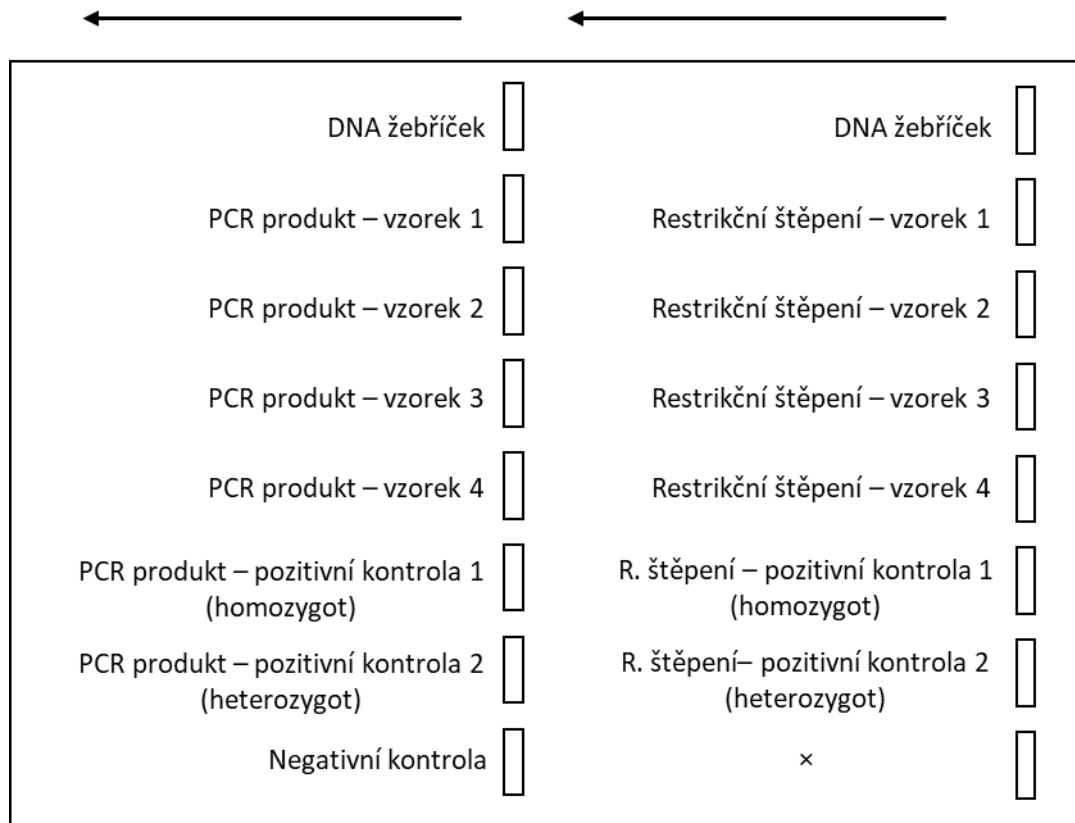 DNA žebříček
DNA žebříček
PCR produkt – vzorek 1
Restrikční štěpení – vzorek 1
PCR produkt – vzorek 2
Restrikční štěpení – vzorek 2
PCR produkt – vzorek 3
Restrikční štěpení – vzorek 3
PCR produkt – vzorek 4
Restrikční štěpení – vzorek 4
PCR produkt – pozitivní kontrola 1
(homozygot)
R. štěpení – pozitivní kontrola 1
(homozygot)
PCR produkt – pozitivní kontrola 2
(heterozygot)
R. štěpení– pozitivní kontrola 2
(heterozygot)
Negativní kontrola
×